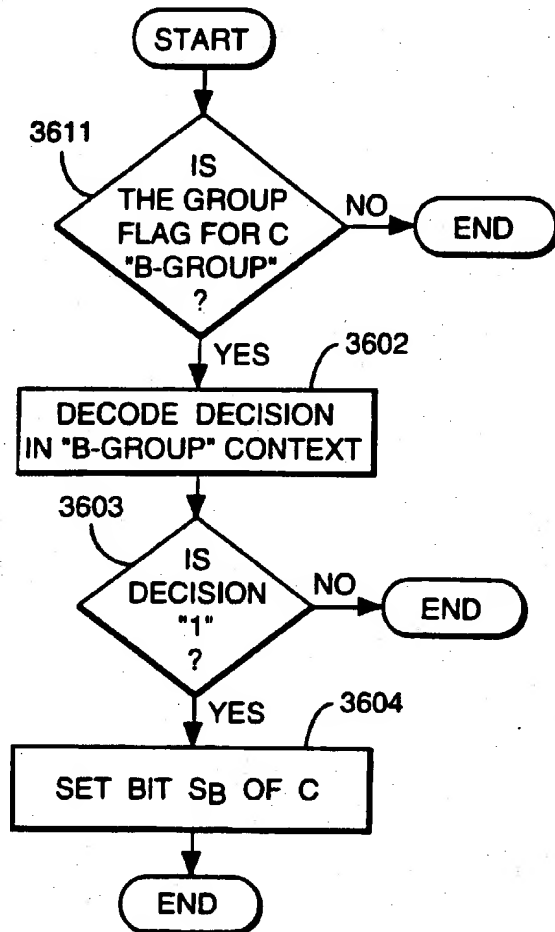 START
3611
IS
THE GROUP
FLAG FOR C
"B-GROUP"
?
NO
END
YES
3602
DECODE DECISION
IN "B-GROUP" CONTEXT
3603
IS
DECISION
"1"
?
NO
END
YES
3604
SET BIT SB OF C
END